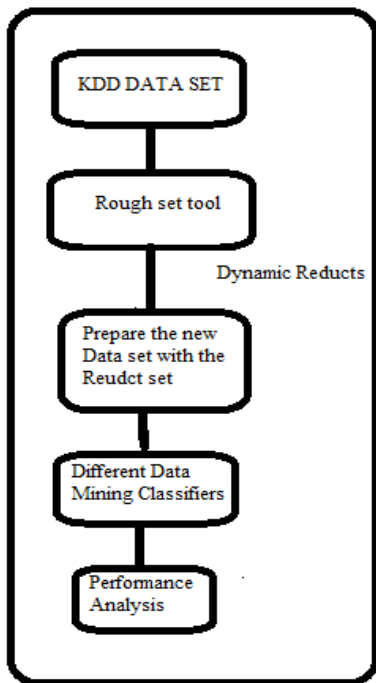 KDD DATA SET
Rough set tool
Dynamic Reducts
Prepare the new
Data set with the
Reudct set
Different Data
Mining Classifiers
Performance
Analysis